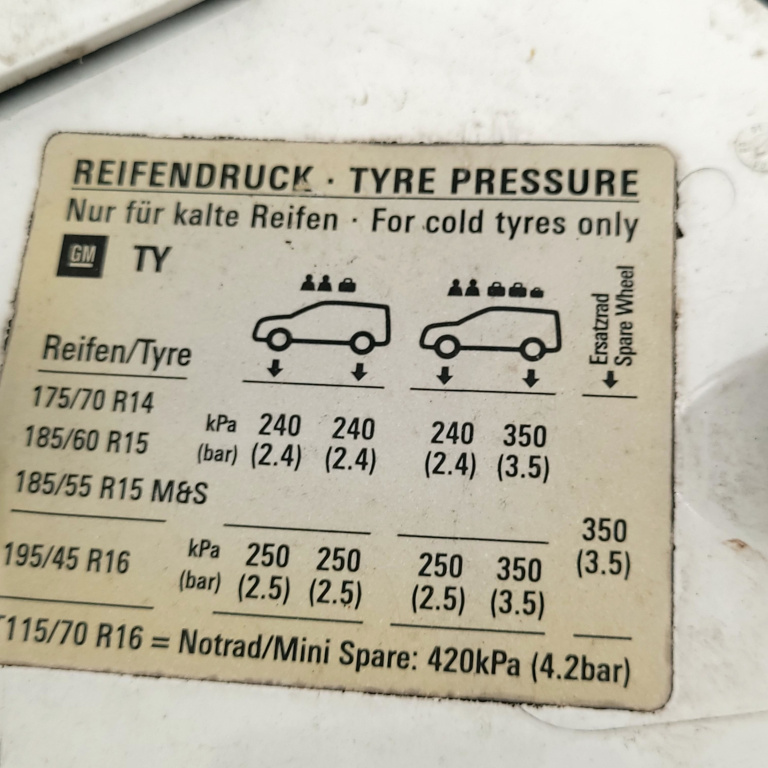 REIFENDRUCK · TYRE PRESSURE
Nur für kalte Reifen · For cold tyres only
GM TY
Ersatzrad
Spare Wheel
Reifen/Tyre
175/70 R14
185/60 R15
185/55 R15 M&S
kPa 240 240 240 350
(bar) (2.4) (2.4) (2.4) (3.5)
350
(3.5)
195/45 R16
kPa 250 250 250 350
(bar) (2.5) (2.5) (2.5) (3.5)
T115/70 R16 = Notrad/Mini Spare: 420kPa (4.2bar)